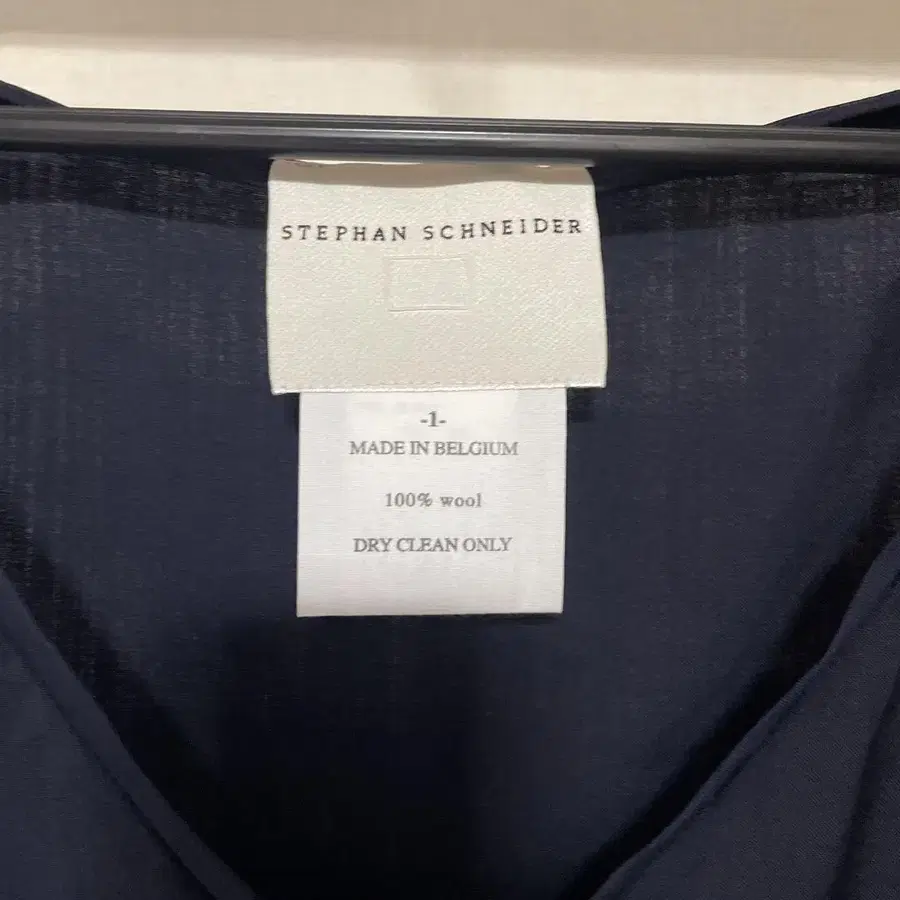 STEPHAN SCHNEIDER
-1-
MADE IN BELGIUM
100% wool
DRY CLEAN ONLY